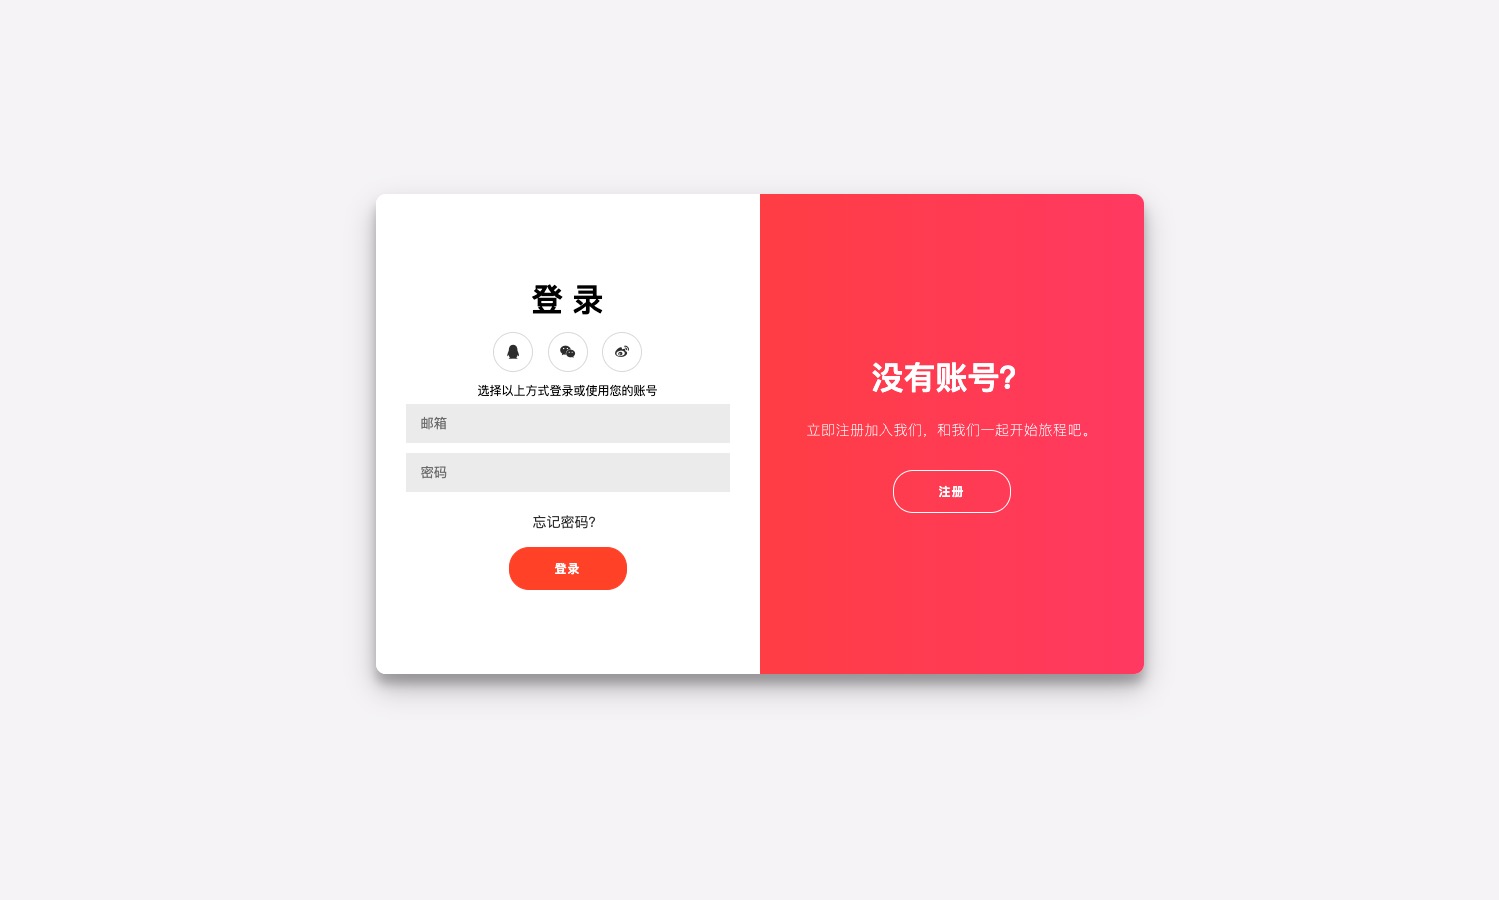 登 录
选择以上方式登录或使用您的账号
邮箱
密码
忘记密码?
登录
没有账号?
立即注册加入我们，和我们一起开始旅程吧。
注册